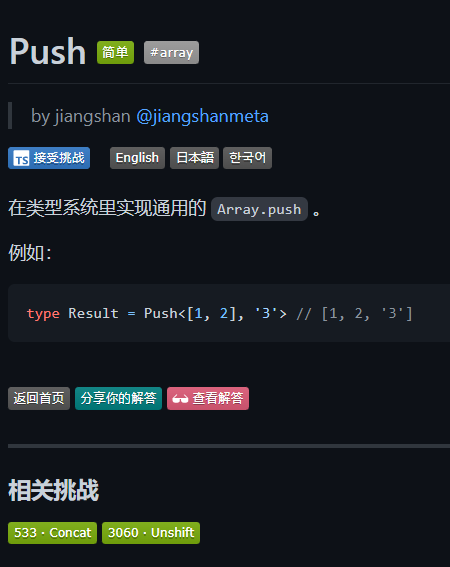 Push 简单 #array
by jiangshan @jiangshanmeta
TS 接受挑战 English 日本語 한국어
在类型系统里实现通用的 Array.push 。
例如：
type Result = Push<[1, 2], '3'> // [1, 2, '3']
返回首页 分享你的解答 查看解答
相关挑战
533・Concat 3060・Unshift